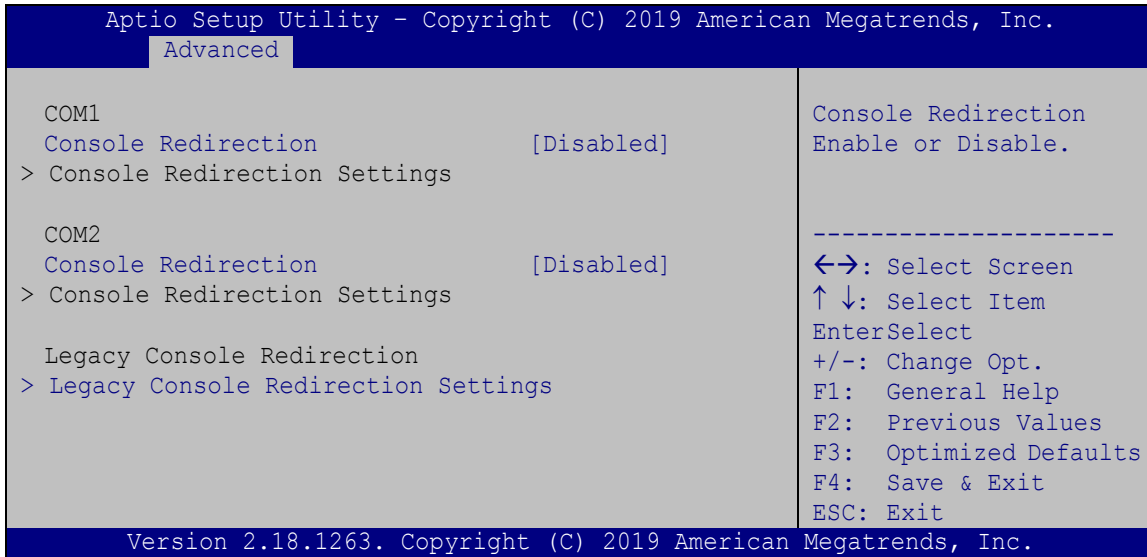 Aptio Setup Utility – Copyright (C) 2019 American Megatrends, Inc.
Advanced
COM1
Console Redirection [Disabled]
> Console Redirection Settings
COM2
Console Redirection [Disabled]
> Console Redirection Settings
Legacy Console Redirection
> Legacy Console Redirection Settings
Console Redirection
Enable or Disable.
---------------------
←→: Select Screen
↑ ↓: Select Item
EnterSelect
+/-: Change Opt.
F1: General Help
F2: Previous Values
F3: Optimized Defaults
F4: Save & Exit
ESC: Exit
Version 2.18.1263. Copyright (C) 2019 American Megatrends, Inc.